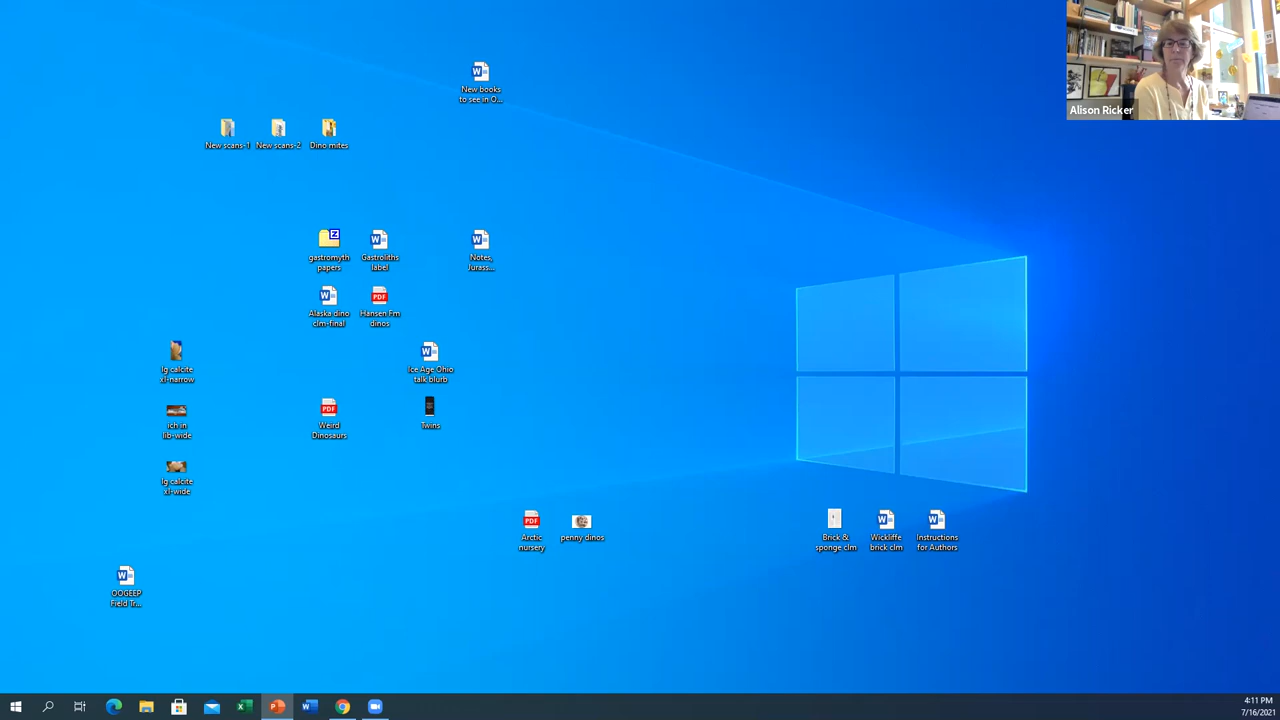 New books
to see in O...
Alison Ricker
New scans-1
New scans-2
Dino mites
gastromyth
papers
Gastroliths
label
Notes,
Jurass...
Alaska dino
clm-final
Hansen Fm
dinos
lg calcite
xl-narrow
Ice Age Ohio
talk blurb
ich in
lib-wide
Weird
Dinosaurs
Twins
lg calcite
xl-wide
Arctic
nursery
penny dinos
Brick &
sponge clm
Wickliffe
brick clm
Instructions
for Authors
OOGEEP
Field Tr...
4:11 PM
7/16/2021